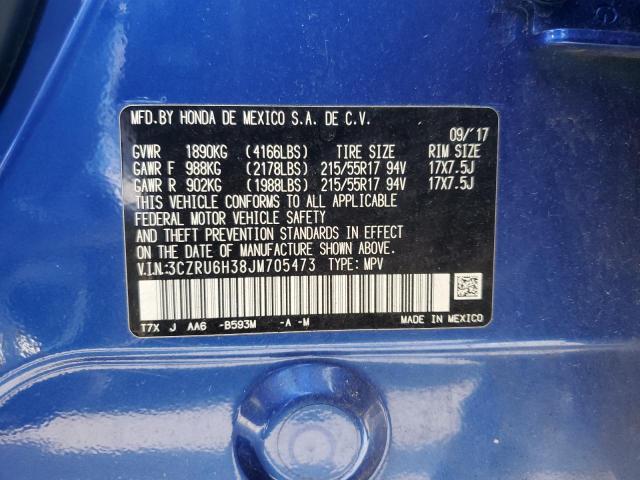 MFD.BY HONDA DE MEXICO S.A. DE C.V.
09/'17
GVWR 1890KG (4166LBS) TIRE SIZE RIM SIZE
GAWR F 988KG (2178LBS) 215/55R17 94V 17X7.5J
GAWR R 902KG (1988LBS) 215/55R17 94V 17X7.5J
THIS VEHICLE CONFORMS TO ALL APPLICABLE
FEDERAL MOTOR VEHICLE SAFETY
AND THEFT PREVENTION STANDARDS IN EFFECT
ON THE DATE OF MANUFACTURE SHOWN ABOVE.
V.I.N.:3CZRU6H38JM705473 TYPE: MPV
T7X J AA6 -B593M -A -M MADE IN MEXICO